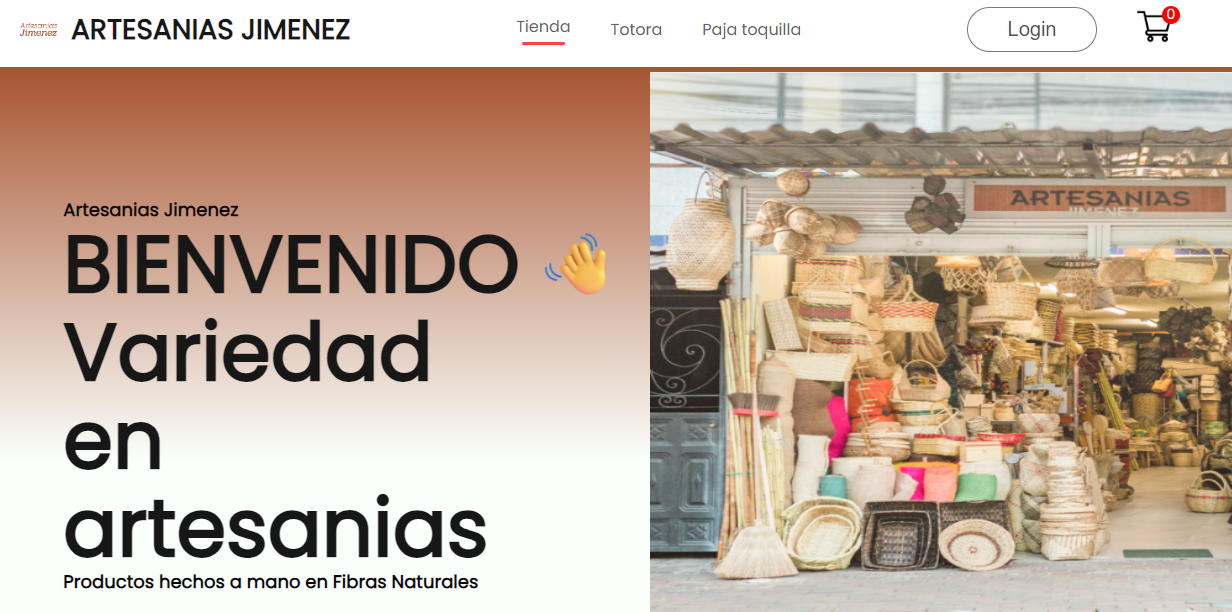 Artesanias
Jimenez
ARTESANIAS JIMENEZ
Tienda
Totora
Paja toquilla
Login
0
Artesanias Jimenez
BIENVENIDO 👋
Variedad
en
artesanias
Productos hechos a mano en Fibras Naturales
ARTESANIAS
JIMENEZ